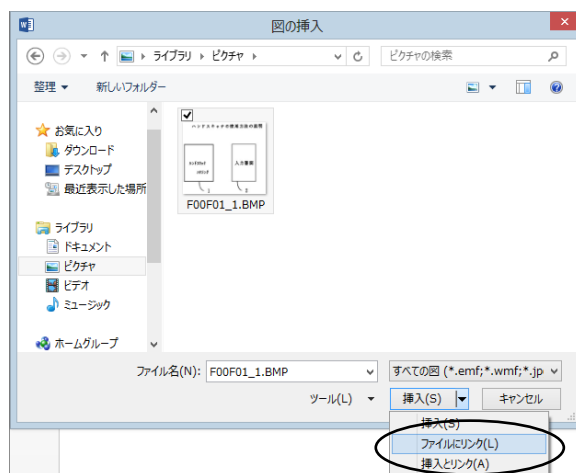 図の挿入
ライブラリ ピクチャ
ピクチャの検索
整理 新しいフォルダー
お気に入り
ダウンロード
デスクトップ
最近表示した場所
ライブラリ
ドキュメント
ピクチャ
ビデオ
ミュージック
ホームグループ
入力書類
1 2
F00F01_1.BMP
ファイル名(N): F00F01_1.BMP
すべての図 (*.emf;*.wmf;*.jp
ツール(L) 挿入(S) キャンセル
挿入(S)
ファイルにリンク(L)
挿入とリンク(A)